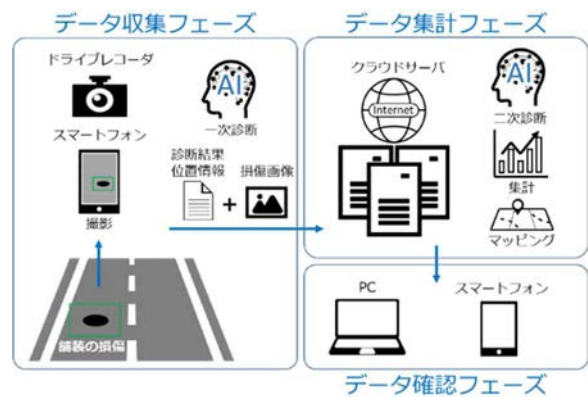 データ収集フェーズ
ドライブレコーダ
AI
一次診断
スマートフォン
撮影
診断結果
位置情報
損傷画像
+
舗装の損傷
データ集計フェーズ
クラウドサーバ
Internet
AI
二次診断
集計
マッピング
PC
スマートフォン
データ確認フェーズ